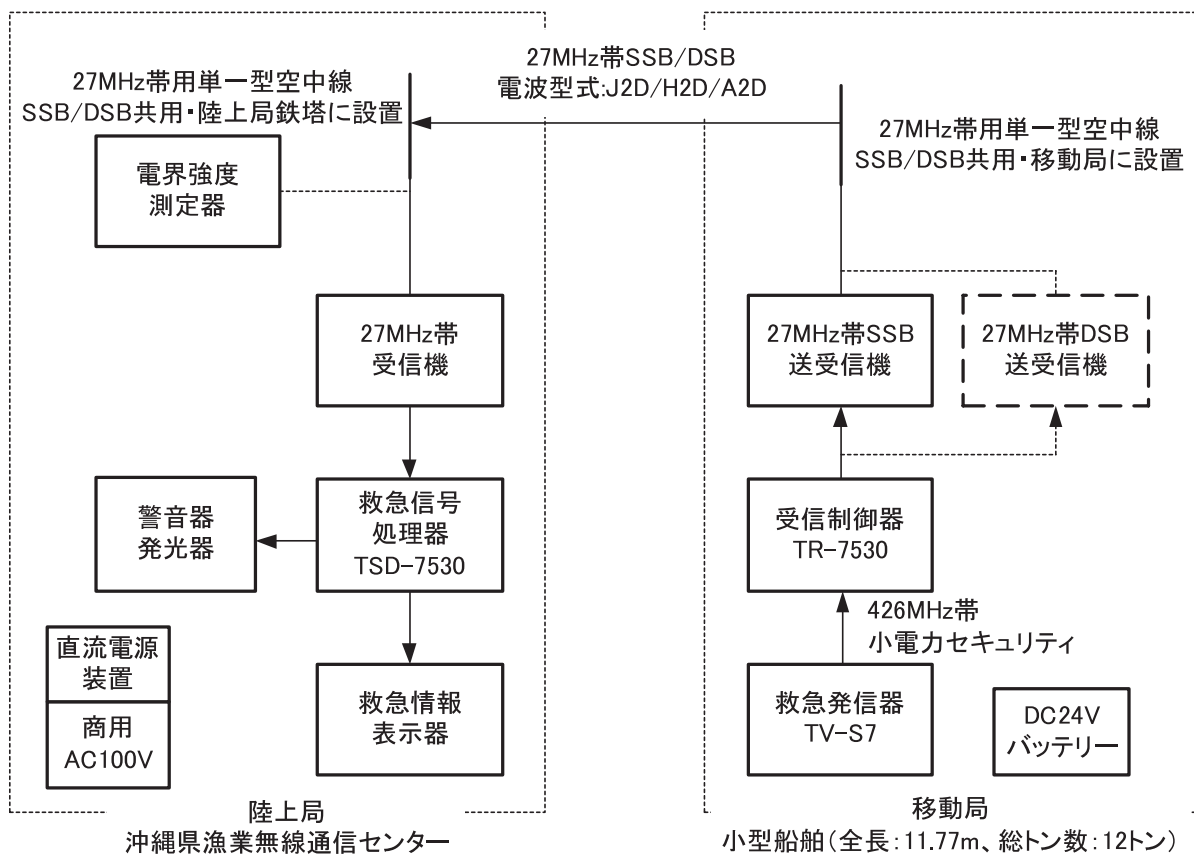 27MHz帯用単一型空中線
SSB/DSB共用・陸上局鉄塔に設置
電界強度
測定器
27MHz帯
受信機
警音器
発光器
救急信号
処理器
TSD-7530
直流電源
装置
商用
AC100V
救急情報
表示器
陸上局
沖縄県漁業無線通信センター
27MHz帯SSB/DSB
電波型式:J2D/H2D/A2D
27MHz帯用単一型空中線
SSB/DSB共用・移動局に設置
27MHz帯SSB
送受信機
27MHz帯DSB
送受信機
受信制御器
TR-7530
426MHz帯
小電力セキュリティ
救急発信器
TV-S7
DC24V
バッテリー
移動局
小型船舶(全長:11.77m、総トン数:12トン)